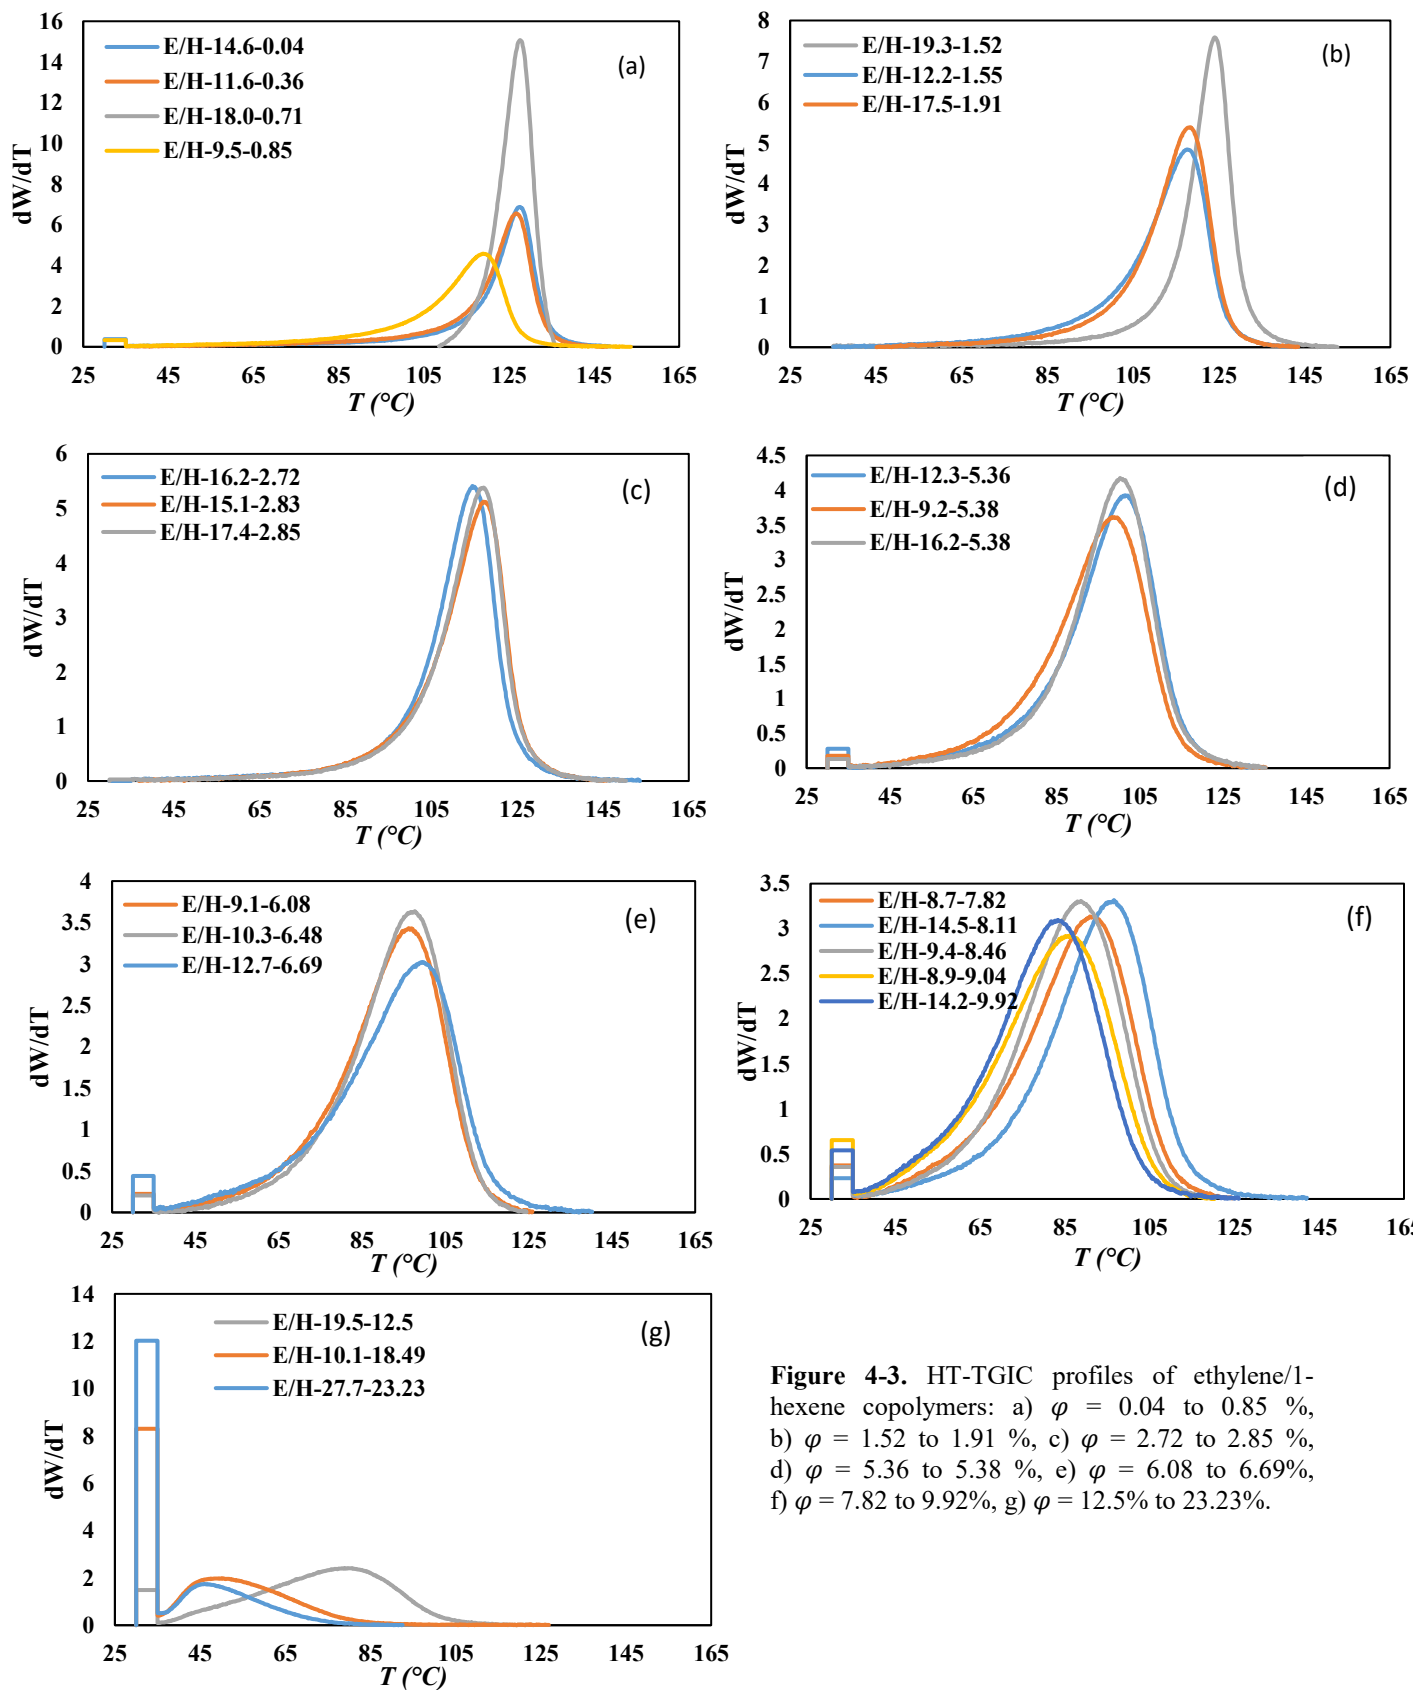 16
14
12
10
8
6
4
2
0
dW/dT
E/H-14.6-0.04
E/H-11.6-0.36
E/H-18.0-0.71
E/H-9.5-0.85
(a)
25 45 65 85 105 125 145 165
T (°C)
8
7
6
5
4
3
2
1
0
dW/dT
E/H-19.3-1.52
E/H-12.2-1.55
E/H-17.5-1.91
(b)
25 45 65 85 105 125 145 165
T (°C)
6
5
4
3
2
1
0
dW/dT
E/H-16.2-2.72
E/H-15.1-2.83
E/H-17.4-2.85
(c)
25 45 65 85 105 125 145 165
T (°C)
4.5
4
3.5
3
2.5
2
1.5
1
0.5
0
dW/dT
E/H-12.3-5.36
E/H-9.2-5.38
E/H-16.2-5.38
(d)
25 45 65 85 105 125 145 165
T (°C)
4
3.5
3
2.5
2
1.5
1
0.5
0
dW/dT
E/H-9.1-6.08
E/H-10.3-6.48
E/H-12.7-6.69
(e)
25 45 65 85 105 125 145 165
T (°C)
3.5
3
2.5
2
1.5
1
0.5
0
dW/dT
E/H-8.7-7.82
E/H-14.5-8.11
E/H-9.4-8.46
E/H-8.9-9.04
E/H-14.2-9.92
(f)
25 45 65 85 105 125 145 165
T (°C)
14
12
10
8
6
4
2
0
dW/dT
E/H-19.5-12.5
E/H-10.1-18.49
E/H-27.7-23.23
(g)
25 45 65 85 105 125 145 165
T (°C)
Figure 4-3. HT-TGIC profiles of ethylene/1-
hexene copolymers: a) φ = 0.04 to 0.85 %,
b) φ = 1.52 to 1.91 %, c) φ = 2.72 to 2.85 %,
d) φ = 5.36 to 5.38 %, e) φ = 6.08 to 6.69%,
f) φ = 7.82 to 9.92%, g) φ = 12.5% to 23.23%.